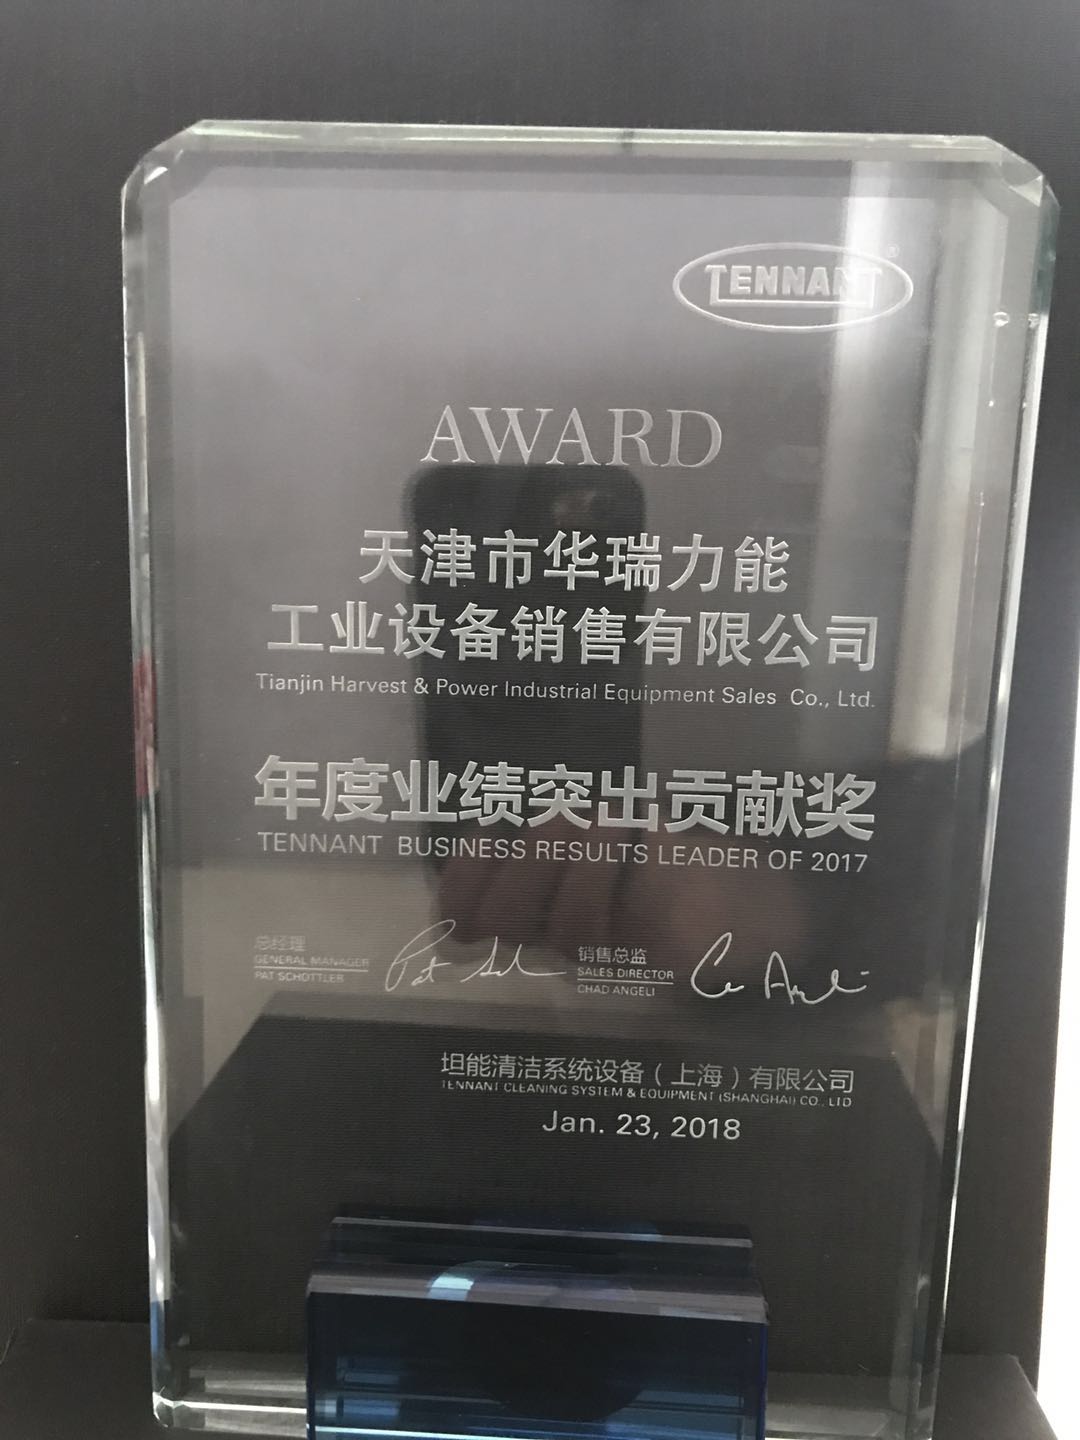 TENNANT®
AWARD
天津市华瑞力能
工业设备销售有限公司
Tianjin Harvest & Power Industrial Equipment Sales Co., Ltd.
年度业绩突出贡献奖
TENNANT BUSINESS RESULTS LEADER OF 2017
总经理
GENERAL MANAGER
PAT SCHOTTLER
销售总监
SALES DIRECTOR
CHAD ANGELI
坦能清洁系统设备（上海）有限公司
TENNANT CLEANING SYSTEM & EQUIPMENT (SHANGHAI) CO., LTD
Jan. 23, 2018